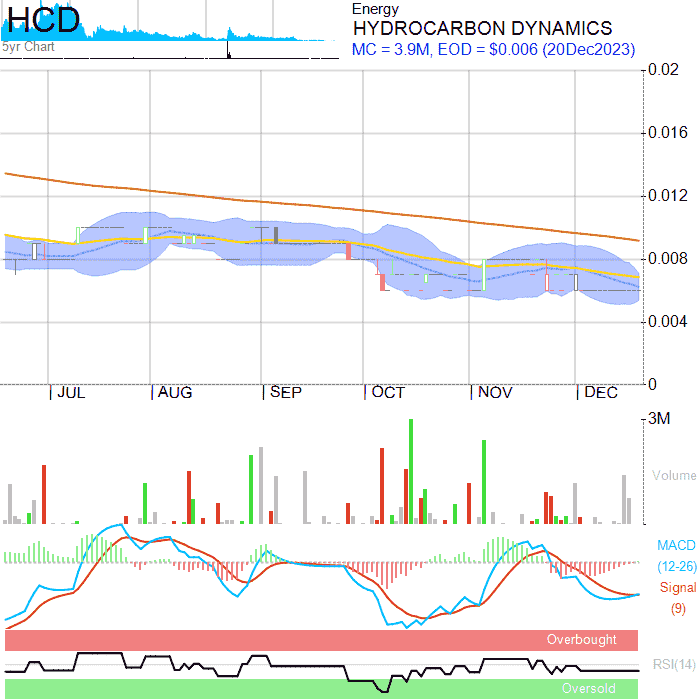 HCD
5yr Chart
Energy
HYDROCARBON DYNAMICS
MC = 3.9M, EOD = $0.006 (20Dec2023)
0.02
0.016
0.012
0.008
0.004
0
JUL AUG SEP OCT NOV DEC
3M
Volume
MACD
(12-26)
Signal
(9)
Overbought
RSI(14)
Oversold